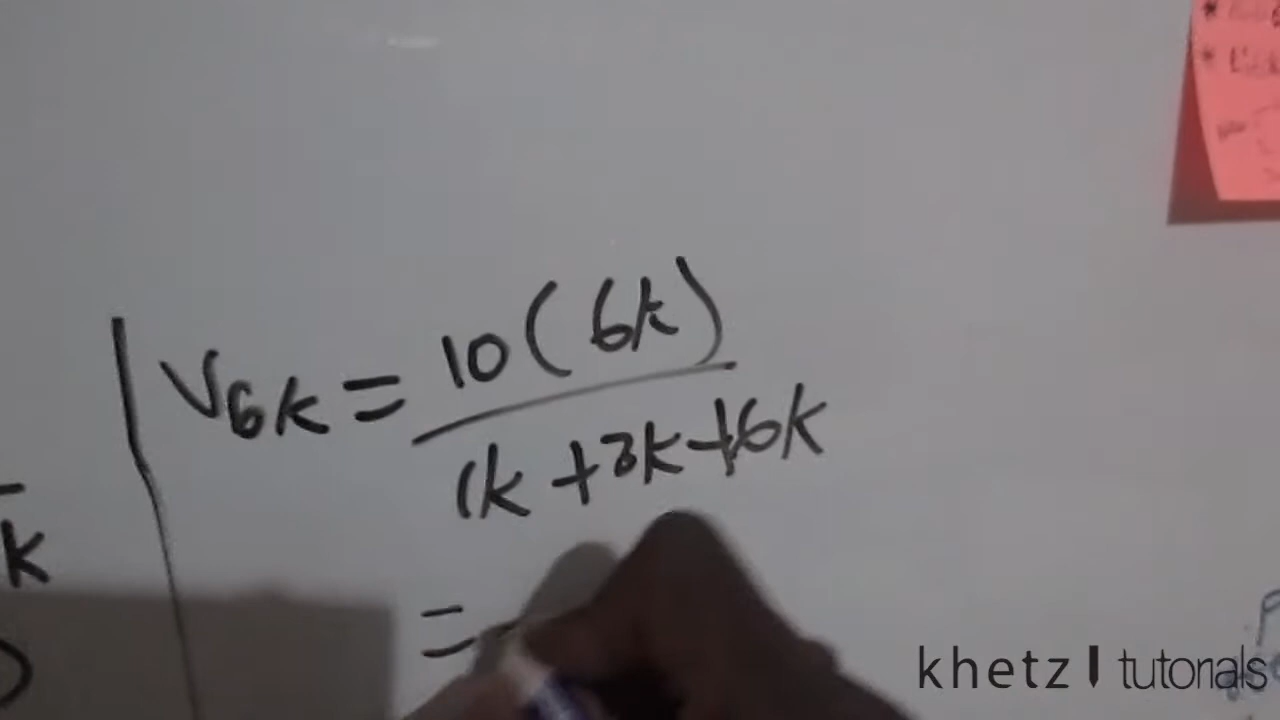 V6k = 10(6k)
1k + 3k + 6k
=
k
khetz tutorials